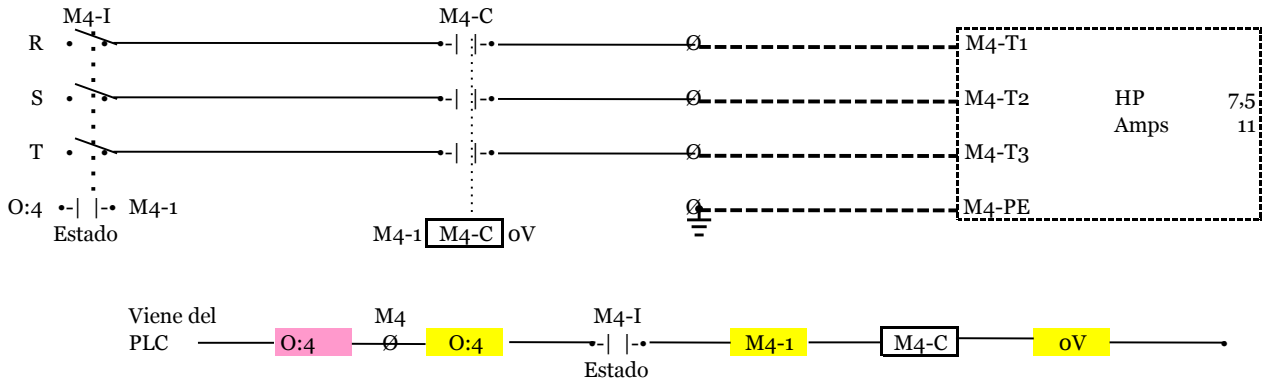 M4-I M4-C
R M4-T1
S M4-T2 HP 7,5
Amps 11
T M4-T3
O:4 M4-1 M4-PE
Estado M4-1 M4-C 0V
Viene del M4 M4-I
PLC O:4 Ø O:4 M4-1 M4-C 0V
Estado